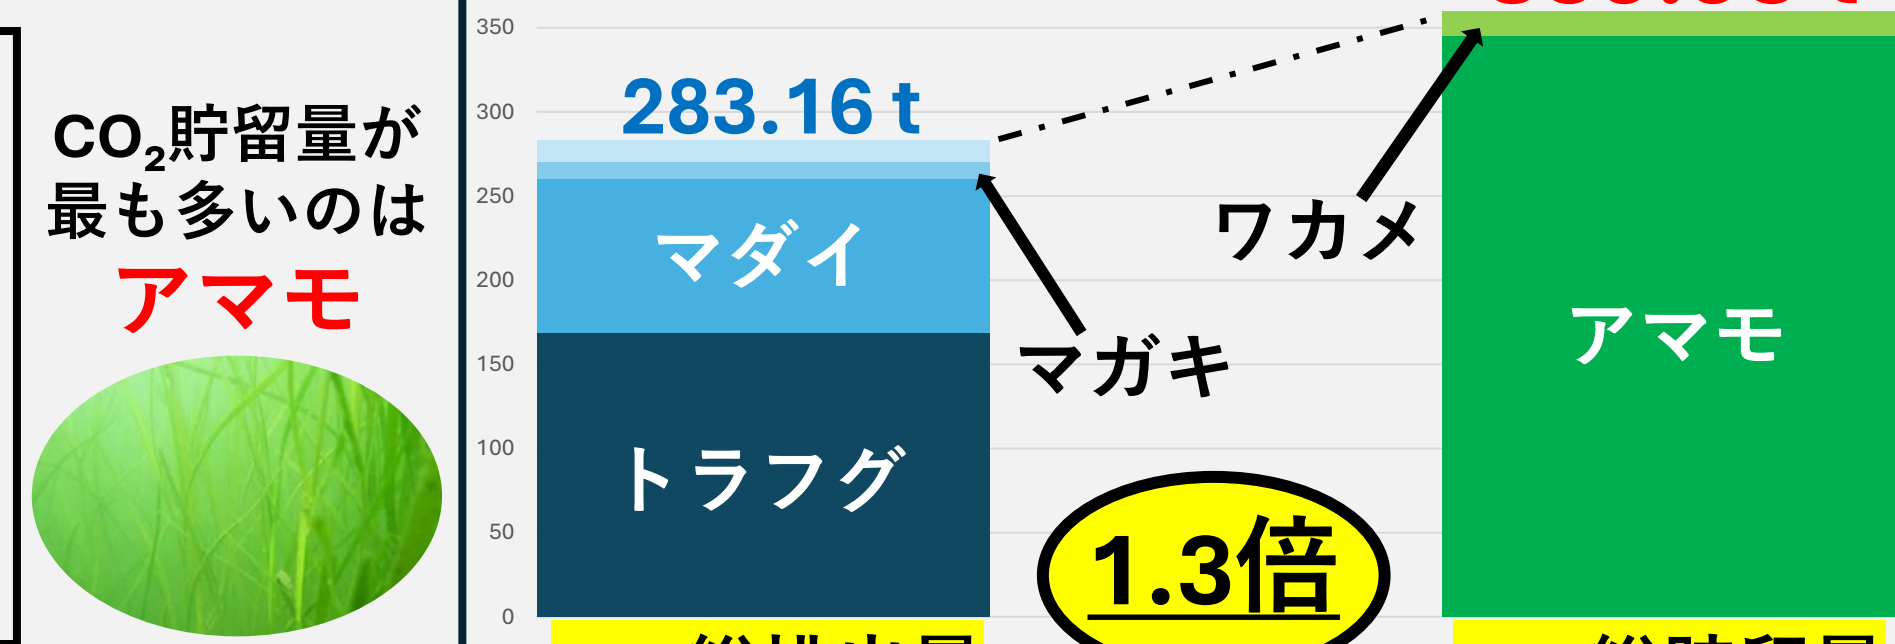 CO₂貯留量が
最も多いのは
アマモ
350
300
250
200
150
100
50
0
283.16 t
マダイ
トラフグ
マガキ
ワカメ
アマモ
1.3倍